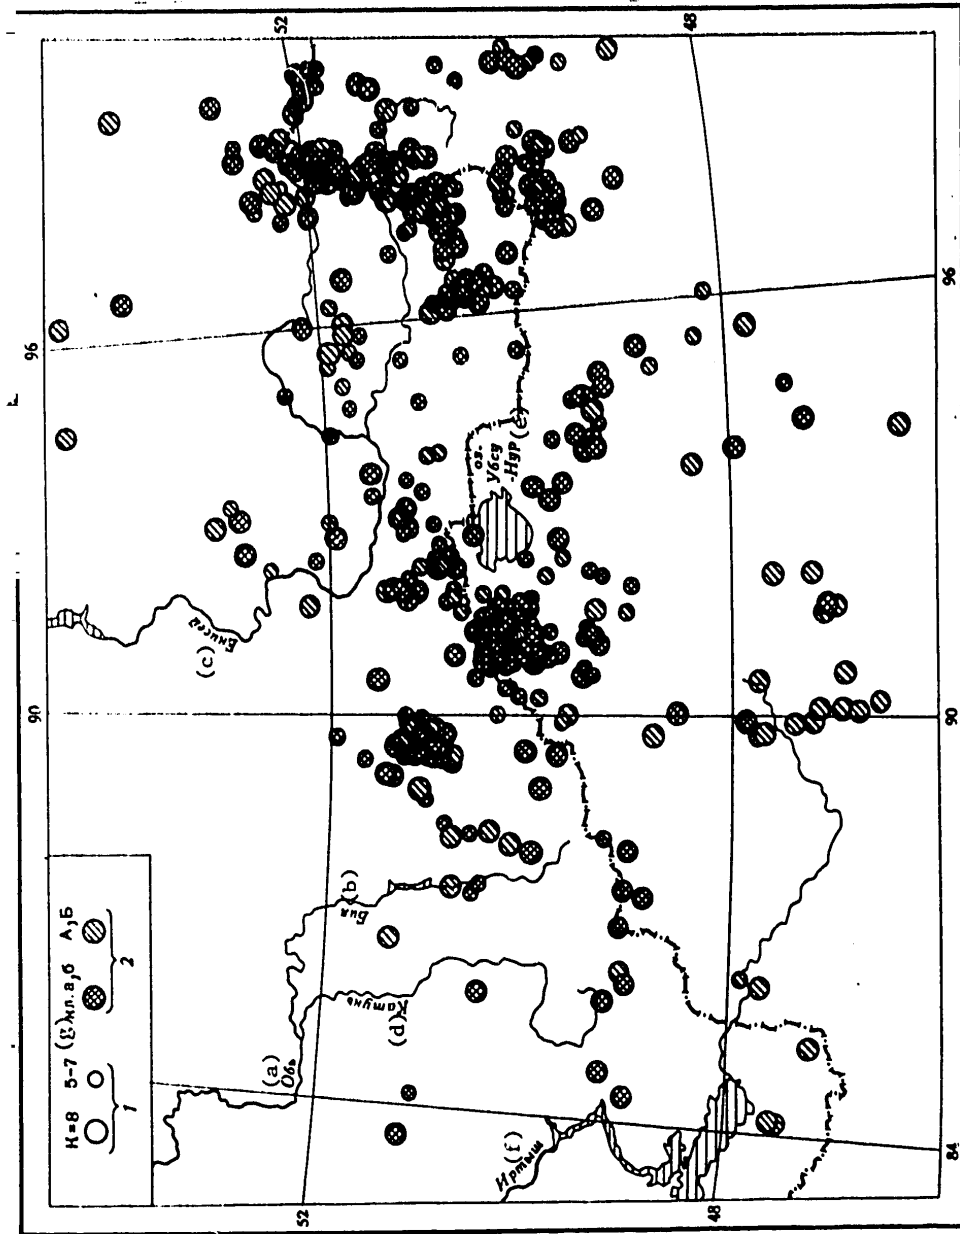 52
48
96
96
90
90
84
52
48
К=8 5-7 (g) кл. а,б А,Б
1
2
(a)
Обь
(b)
Бия
(c)
Енисей
(d)
Катунь
оз.
Убсу
-Нур (e)
(f)
Иртыш